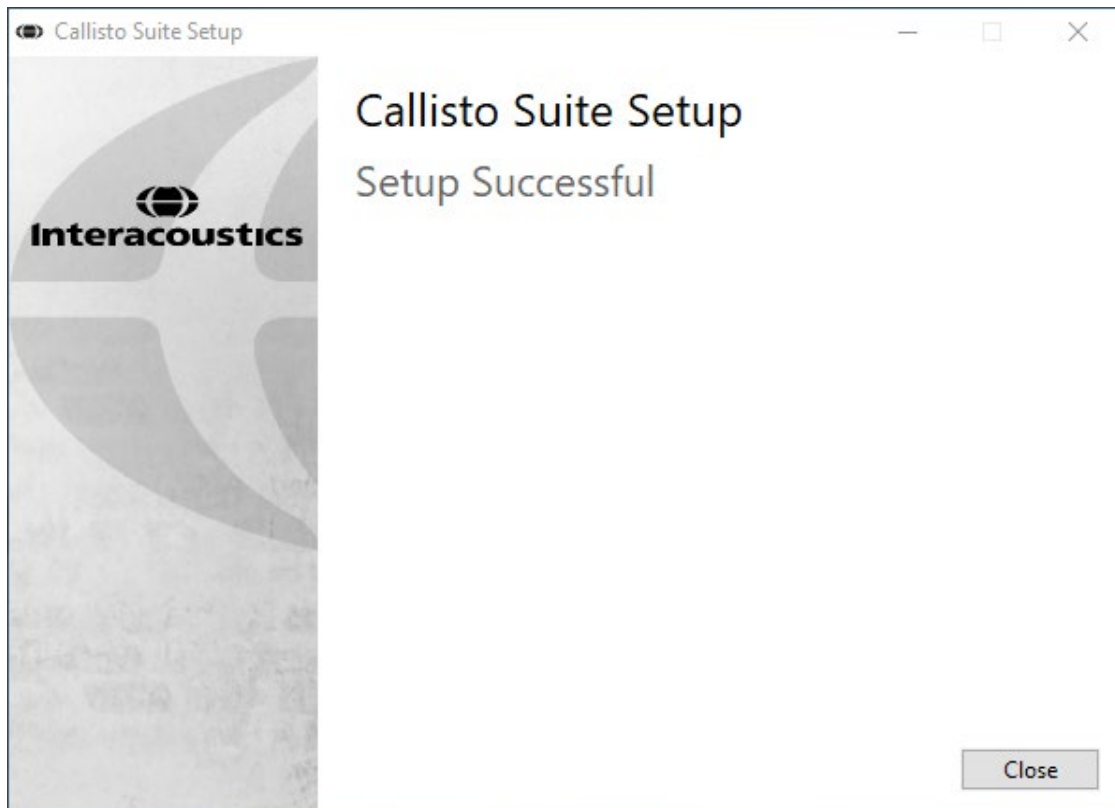 Callisto Suite Setup
Callisto Suite Setup
Setup Successful
Interacoustics
Close